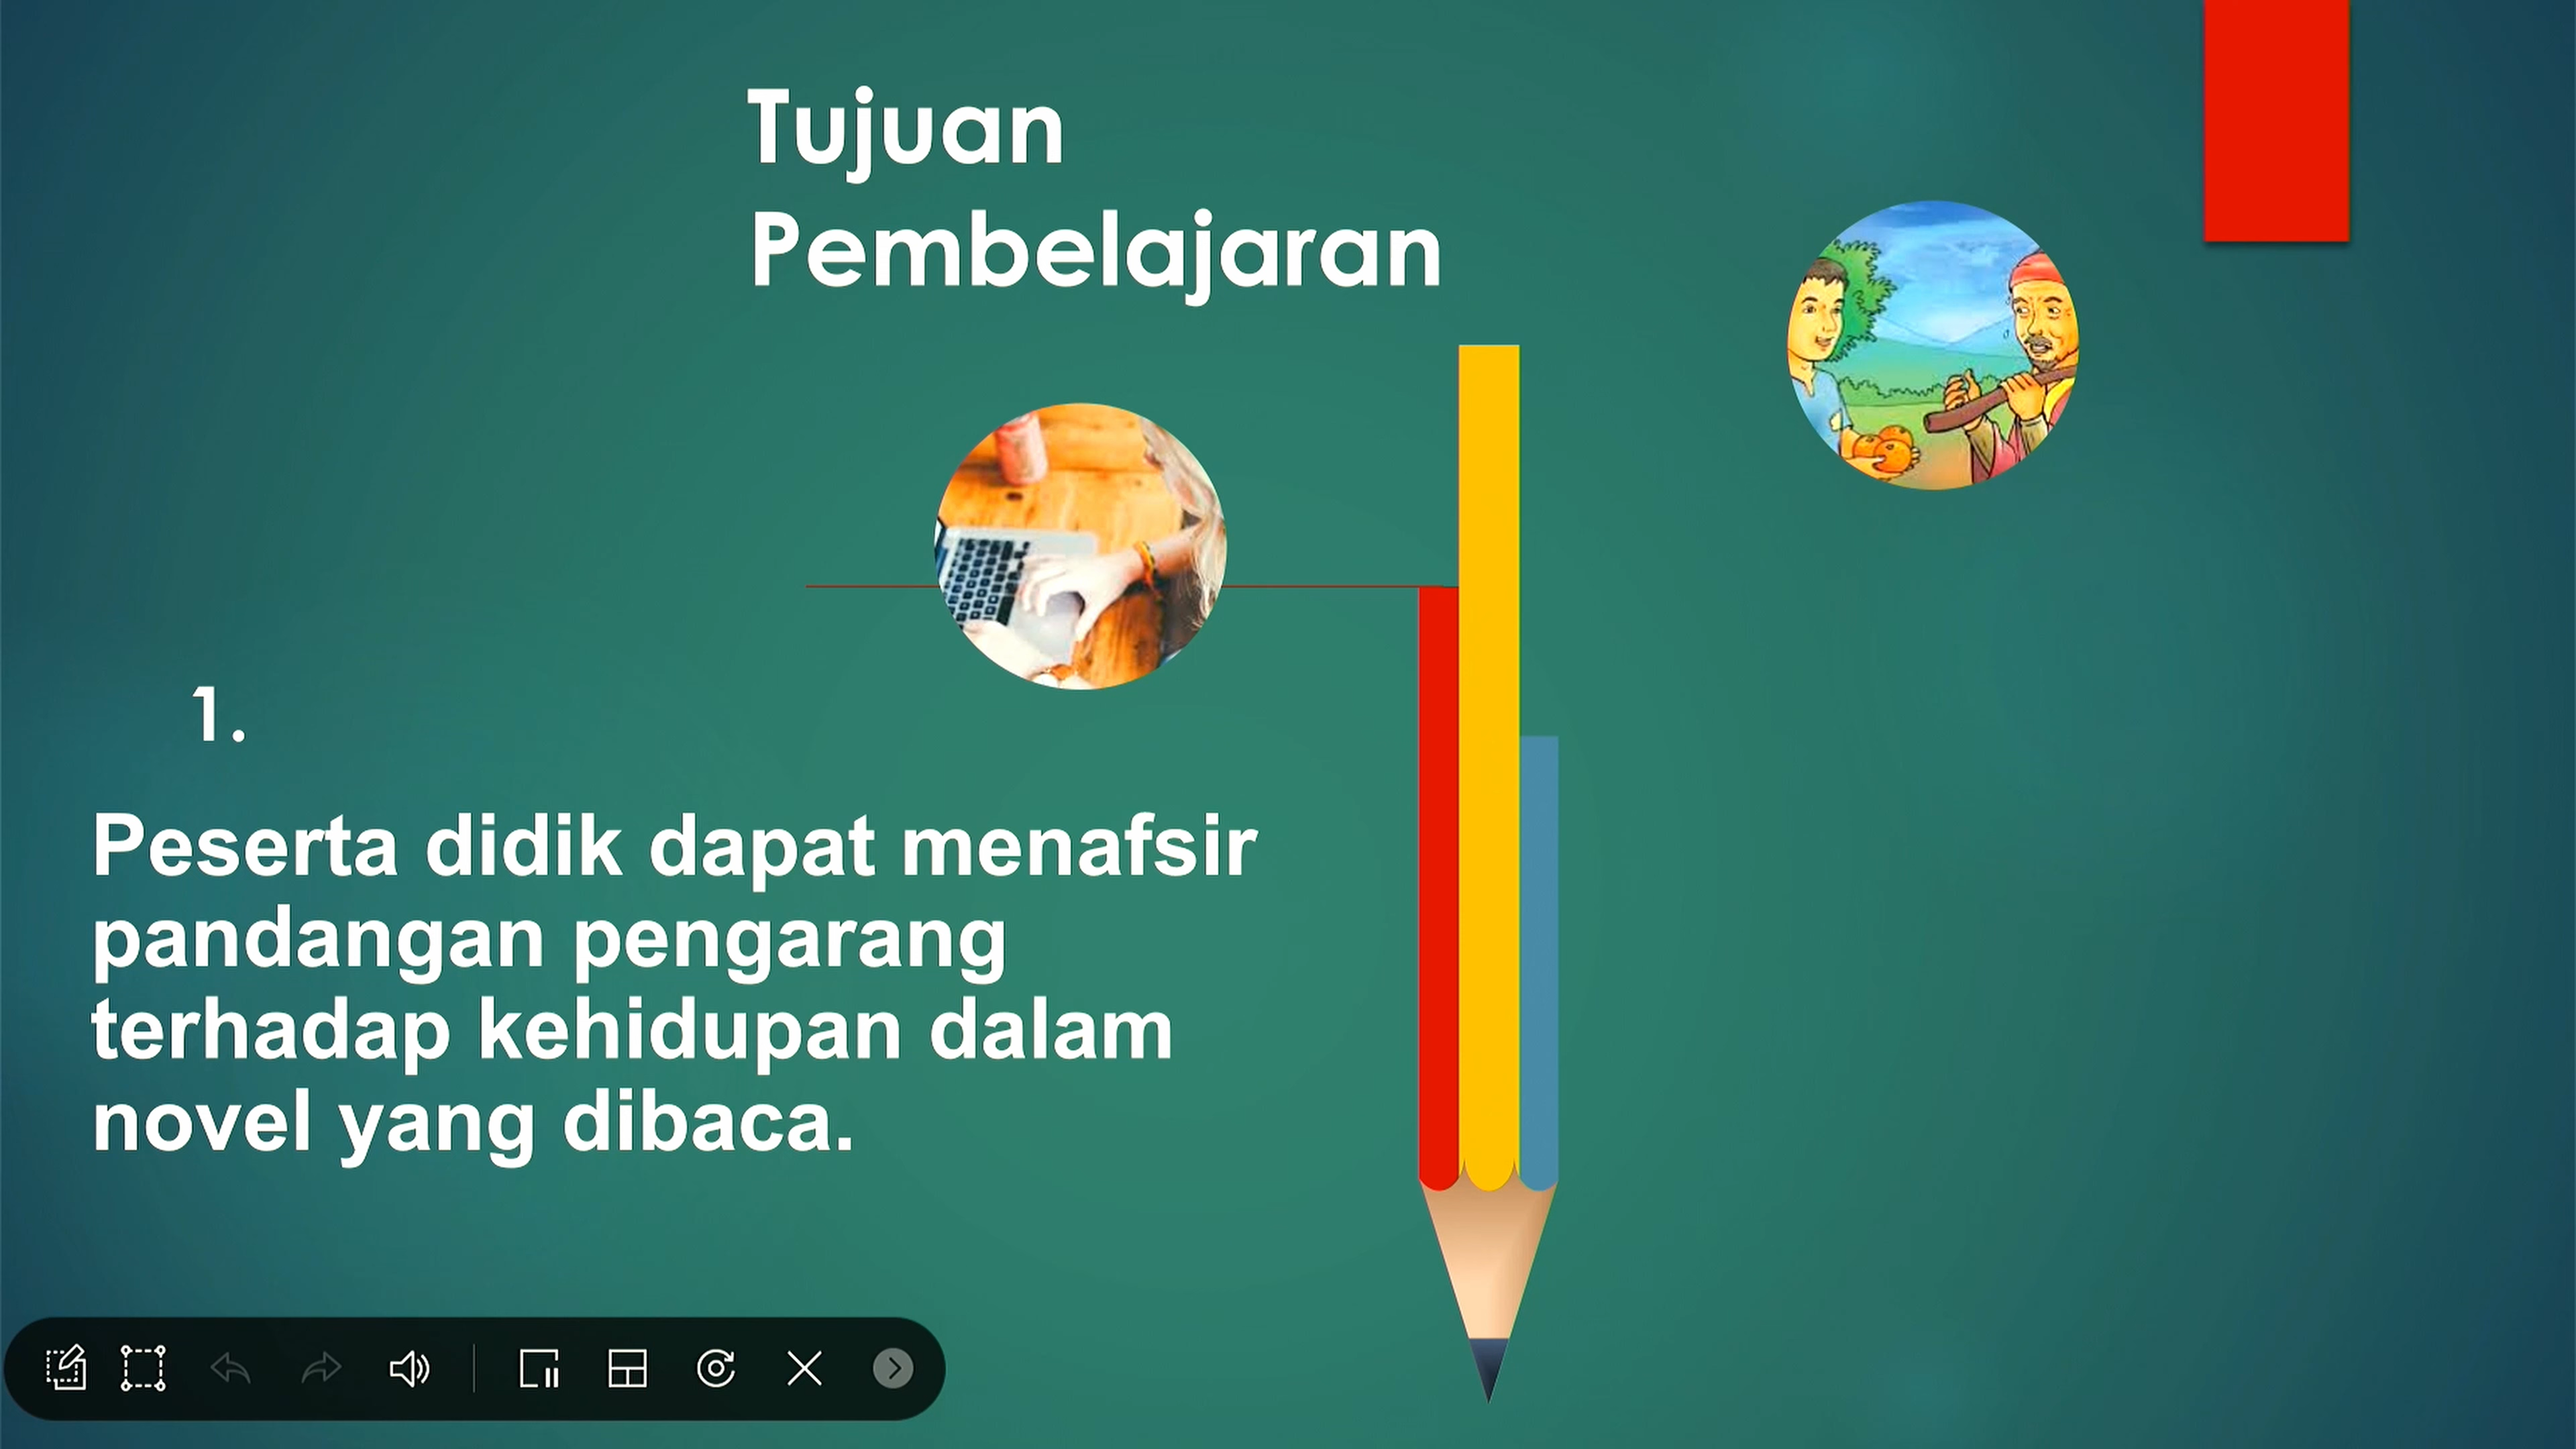 Tujuan
Pembelajaran
1.
Peserta didik dapat menafsir
pandangan pengarang
terhadap kehidupan dalam
novel yang dibaca.